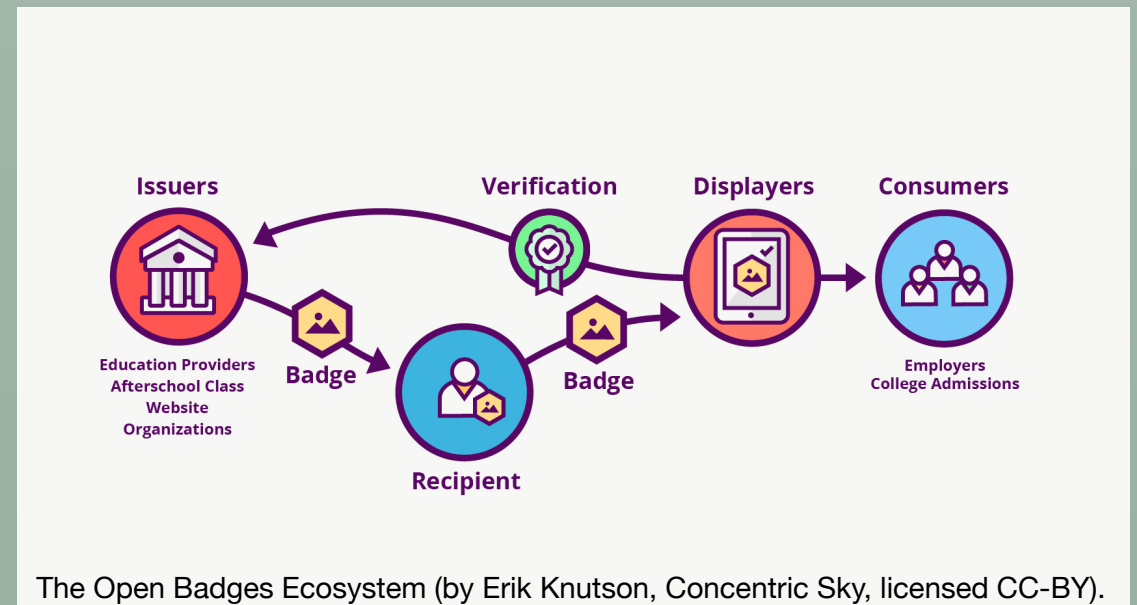 Issuers
Verification
Displayers
Consumers
Education Providers
Afterschool Class
Website
Organizations
Badge
Recipient
Badge
Employers
College Admissions
The Open Badges Ecosystem (by Erik Knutson, Concentric Sky, licensed CC-BY).